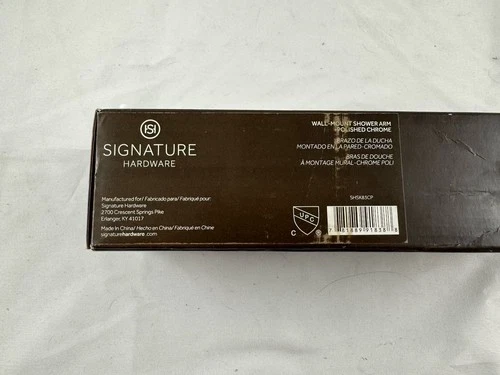 ISI
SIGNATURE
HARDWARE
WALL-MOUNT SHOWER ARM
-POLISHED CHROME
BRAZO DE LA DUCHA
MONTADO EN LA PARED-CROMADO
BRAS DE DOUCHE
À MONTAGE MURAL-CHROME POLI
Manufactured for/ Fabricado para/ Fabriqué pour
Signature Hardware
2700 Crescent Springs Pike
Erlanger, KY 41017
Made in China/ Hecho en China/ Fabriqué en Chine
signaturehardware.com
UPC
C ®